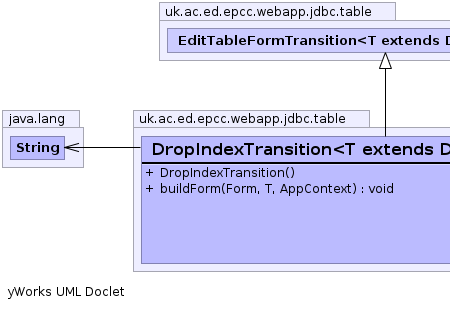 uk.ac.ed.epcc.webapp.jdbc.table
EditTableFormTransition<T extends D
java.lang
String
uk.ac.ed.epcc.webapp.jdbc.table
DropIndexTransition<T extends D
+ DropIndexTransition()
+ buildForm(Form, T, AppContext) : void
yWorks UML Doclet